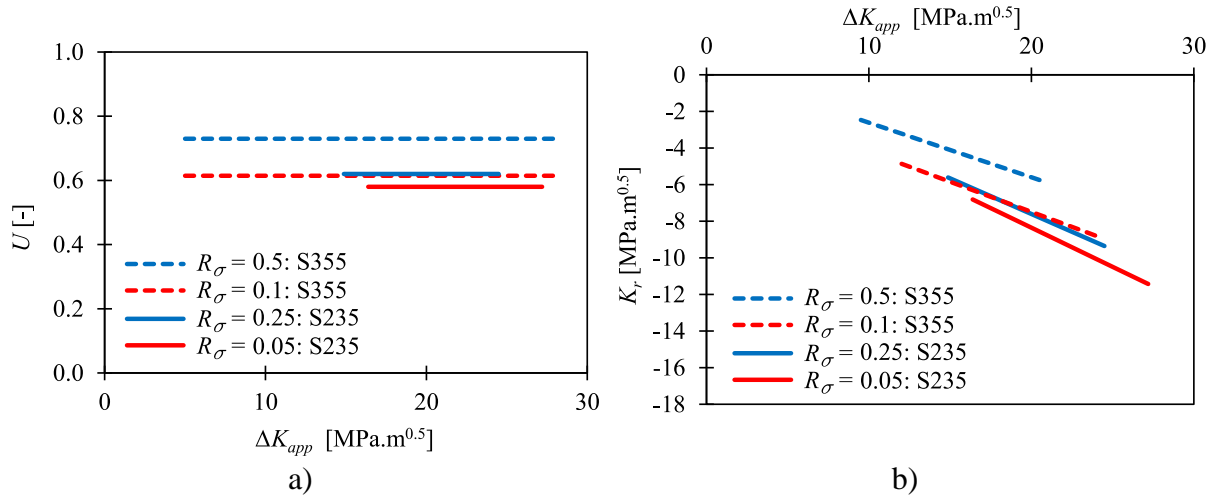 1.0
0.8
0.6
0.4
0.2
0.0
U [-]
R_σ = 0.5: S355
R_σ = 0.1: S355
R_σ = 0.25: S235
R_σ = 0.05: S235
0 10 20 30
ΔK_app [MPa.m^0.5]
a)
ΔK_app [MPa.m^0.5]
0 10 20 30
0
-2
-4
-6
-8
-10
-12
-14
-16
-18
K_r [MPa.m^0.5]
R_σ = 0.5: S355
R_σ = 0.1: S355
R_σ = 0.25: S235
R_σ = 0.05: S235
b)